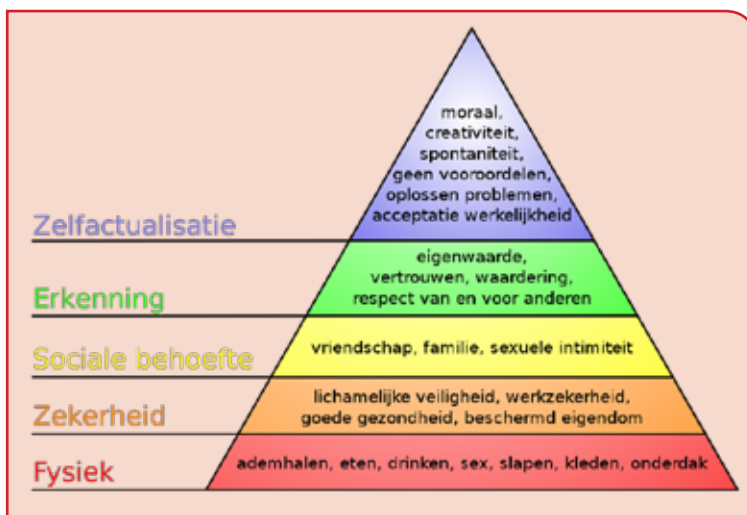 moraal,
creativiteit,
spontaniteit,
geen vooroordelen,
oplossen problemen,
acceptatie werkelijkheid
Zelfactualisatie
eigenwaarde,
vertrouwen, waardering,
respect van en voor anderen
Erkenning
vriendschap, familie, sexuele intimiteit
Sociale behoefte
lichamelijke veiligheid, werkzekerheid,
goede gezondheid, beschermd eigendom
Zekerheid
ademhalen, eten, drinken, sex, slapen, kleden, onderdak
Fysiek